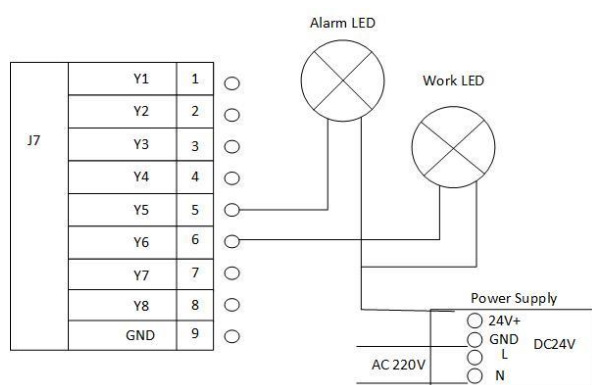 Alarm LED
Work LED
J7
Y1 1
Y2 2
Y3 3
Y4 4
Y5 5
Y6 6
Y7 7
Y8 8
GND 9
Power Supply
24V+
GND
DC24V
L
AC 220V
N